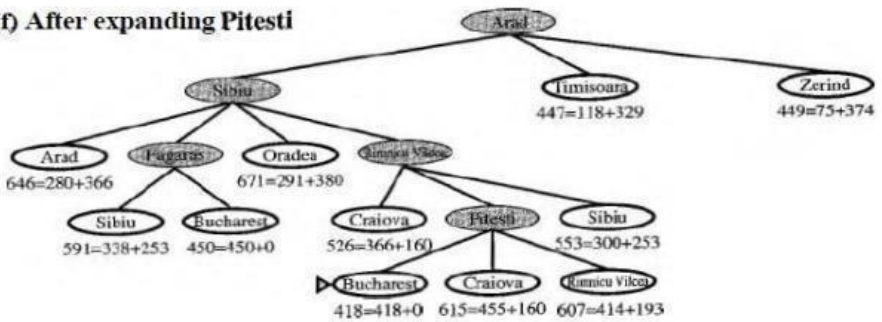 f) After expanding Pitesti
Arad
Sibiu
Timisoara
447=118+329
Zerind
449=75+374
Arad
646=280+366
Fagaras
Oradea
671=291+380
Rimnicu Vilcea
Sibiu
591=338+253
Bucharest
450=450+0
Craiova
526=366+160
Pitesti
Sibiu
553=300+253
Bucharest
418=418+0
Craiova
615=455+160
Rimnicu Vilcea
607=414+193